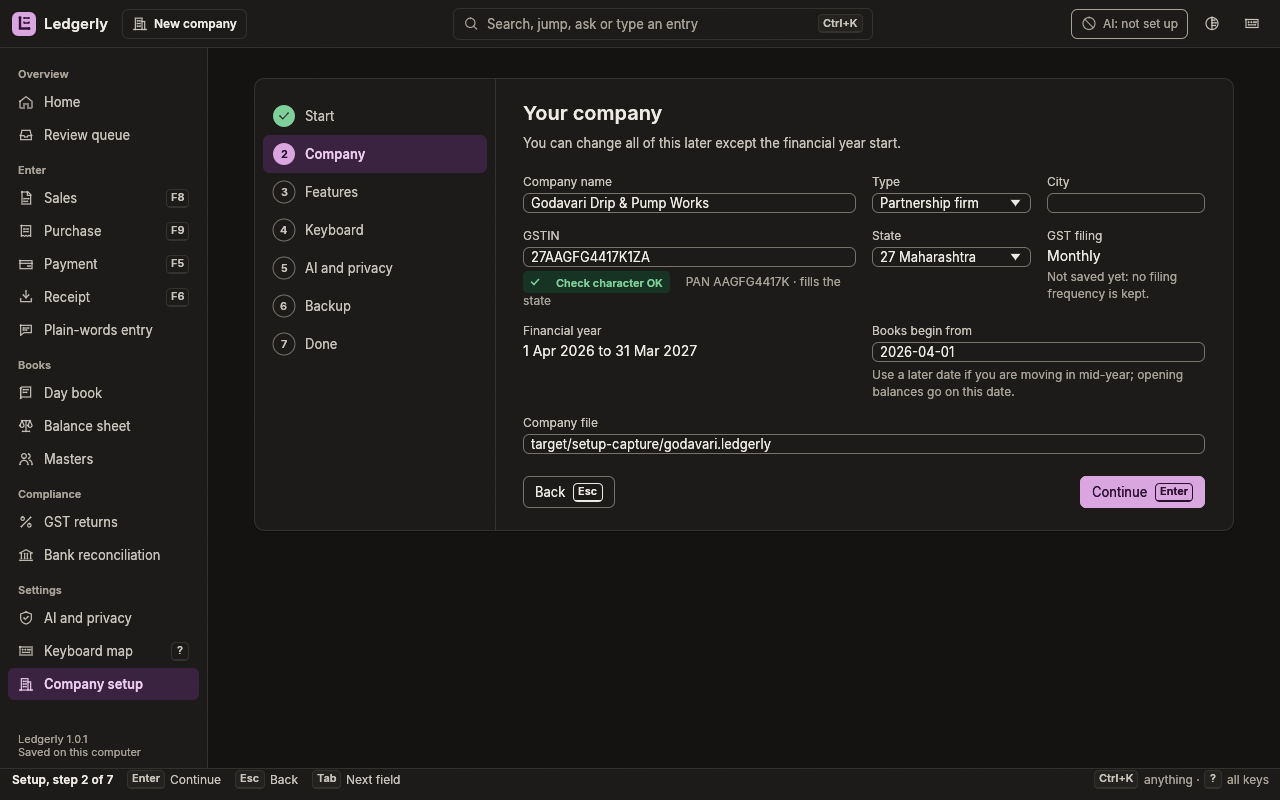 Ledgerly
New company
Search, jump, ask or type an entry
Ctrl+K
AI: not set up
Overview
Home
Review queue
Enter
Sales F8
Purchase F9
Payment F5
Receipt F6
Plain-words entry
Books
Day book
Balance sheet
Masters
Compliance
GST returns
Bank reconciliation
Settings
AI and privacy
Keyboard map ?
Company setup
Ledgerly 1.0.1
Saved on this computer
Start
2 Company
3 Features
4 Keyboard
5 AI and privacy
6 Backup
7 Done
Your company
You can change all of this later except the financial year start.
Company name
Godavari Drip & Pump Works
Type
Partnership firm
City
GSTIN
27AAGFG4417K1ZA
Check character OK PAN AAGFG4417K · fills the
state
State
27 Maharashtra
GST filing
Monthly
Not saved yet: no filing
frequency is kept.
Financial year
1 Apr 2026 to 31 Mar 2027
Books begin from
2026-04-01
Use a later date if you are moving in mid-year; opening
balances go on this date.
Company file
target/setup-capture/godavari.ledgerly
Back Esc
Continue Enter
Setup, step 2 of 7 Enter Continue Esc Back Tab Next field
Ctrl+K anything · ? all keys